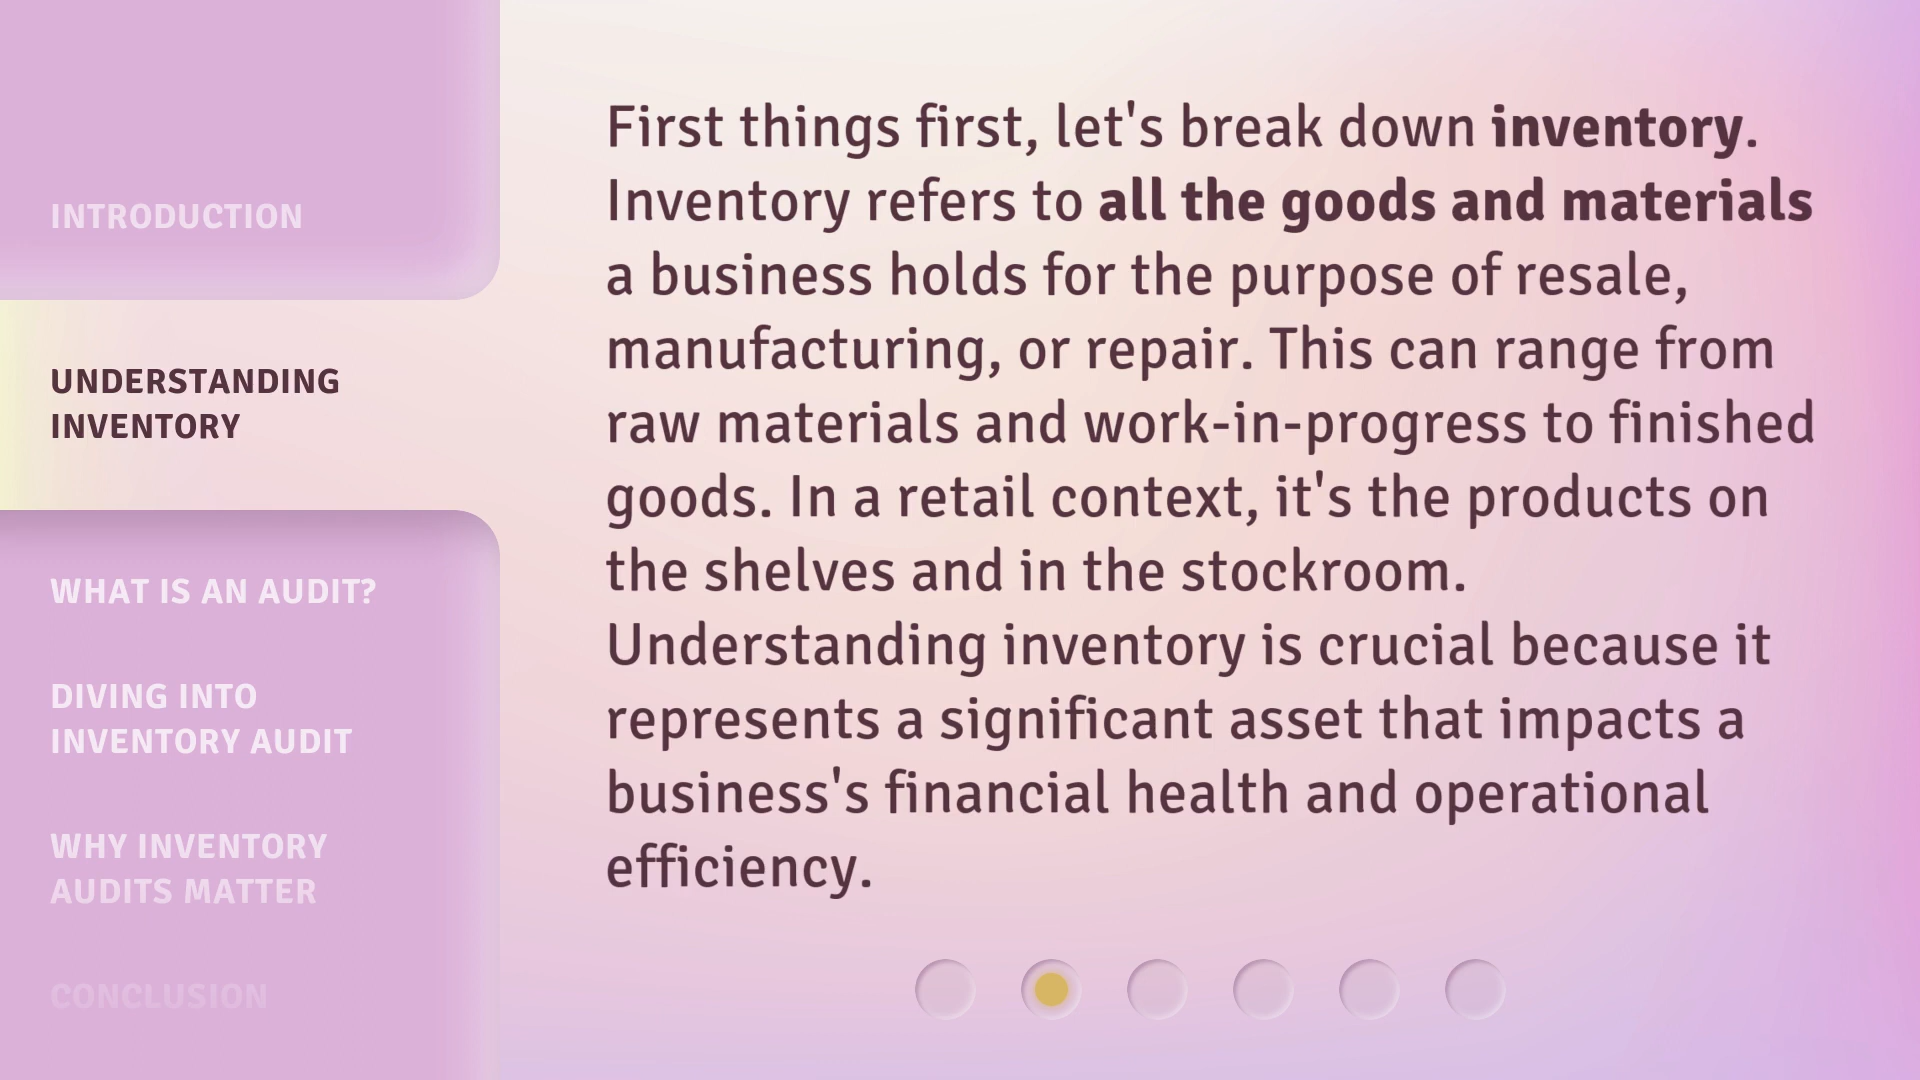 INTRODUCTION
UNDERSTANDING
INVENTORY
WHAT IS AN AUDIT?
DIVING INTO
INVENTORY AUDIT
WHY INVENTORY
AUDITS MATTER
CONCLUSION
First things first, let's break down inventory.
Inventory refers to all the goods and materials
a business holds for the purpose of resale,
manufacturing, or repair. This can range from
raw materials and work-in-progress to finished
goods. In a retail context, it's the products on
the shelves and in the stockroom.
Understanding inventory is crucial because it
represents a significant asset that impacts a
business's financial health and operational
efficiency.